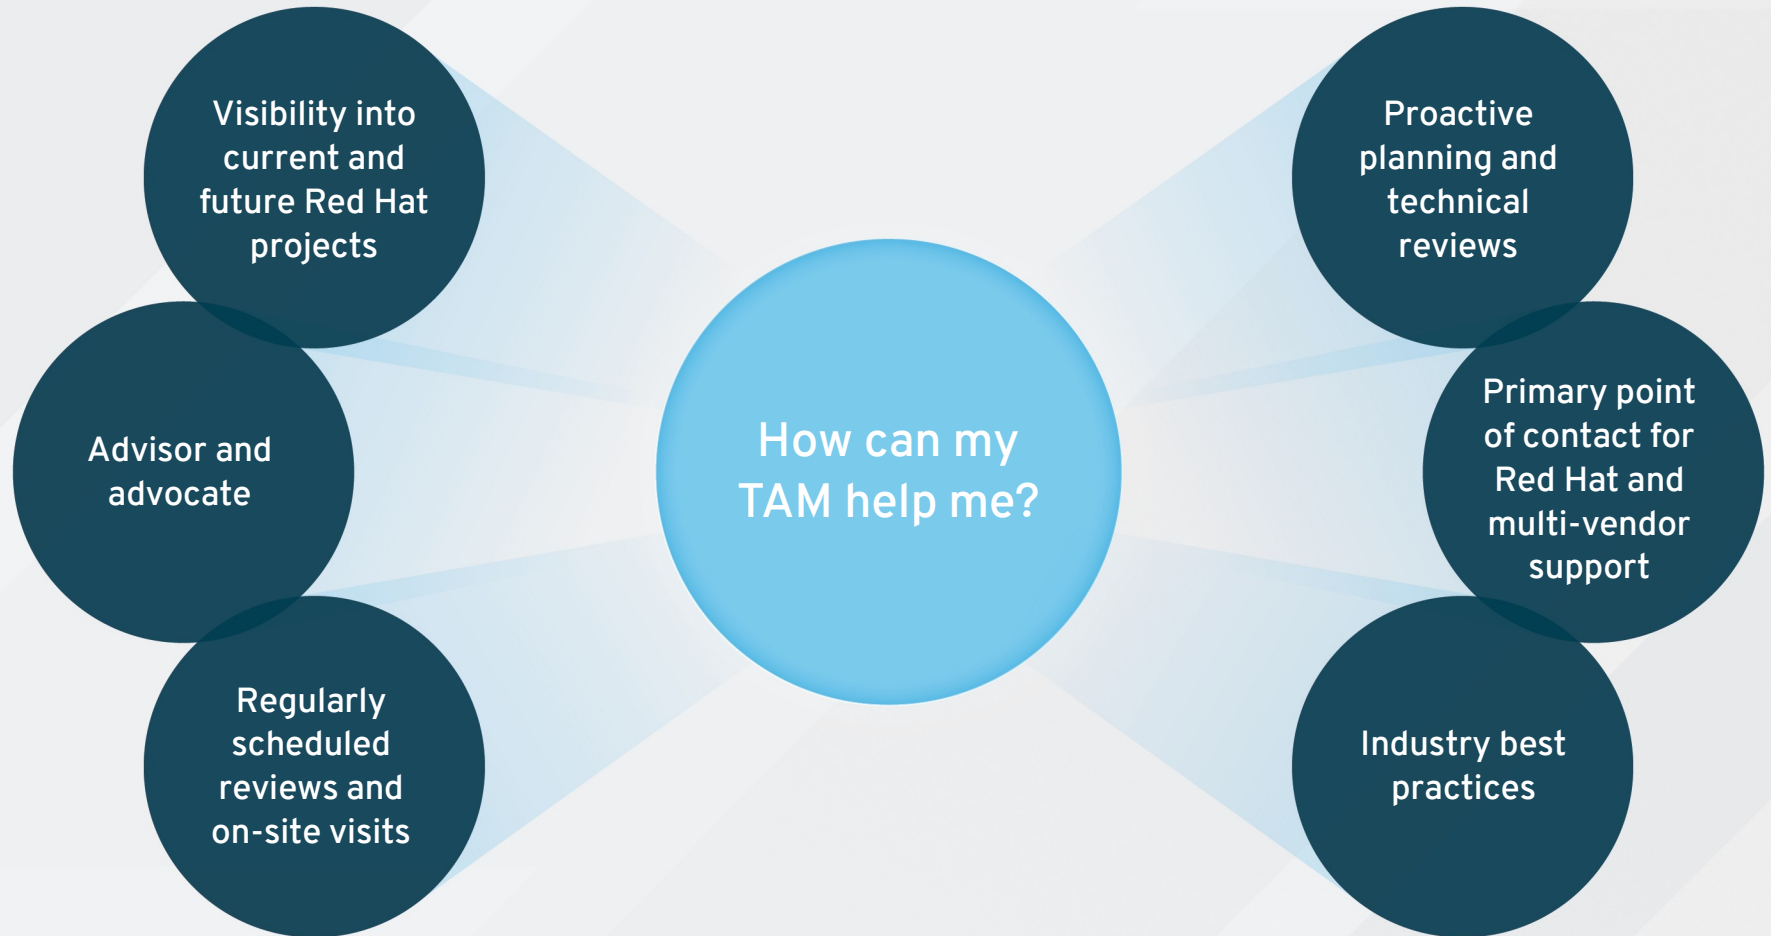 Visibility into
current and
future Red Hat
projects
Advisor and
advocate
Regularly
scheduled
reviews and
on-site visits
How can my
TAM help me?
Proactive
planning and
technical
reviews
Primary point
of contact for
Red Hat and
multi-vendor
support
Industry best
practices